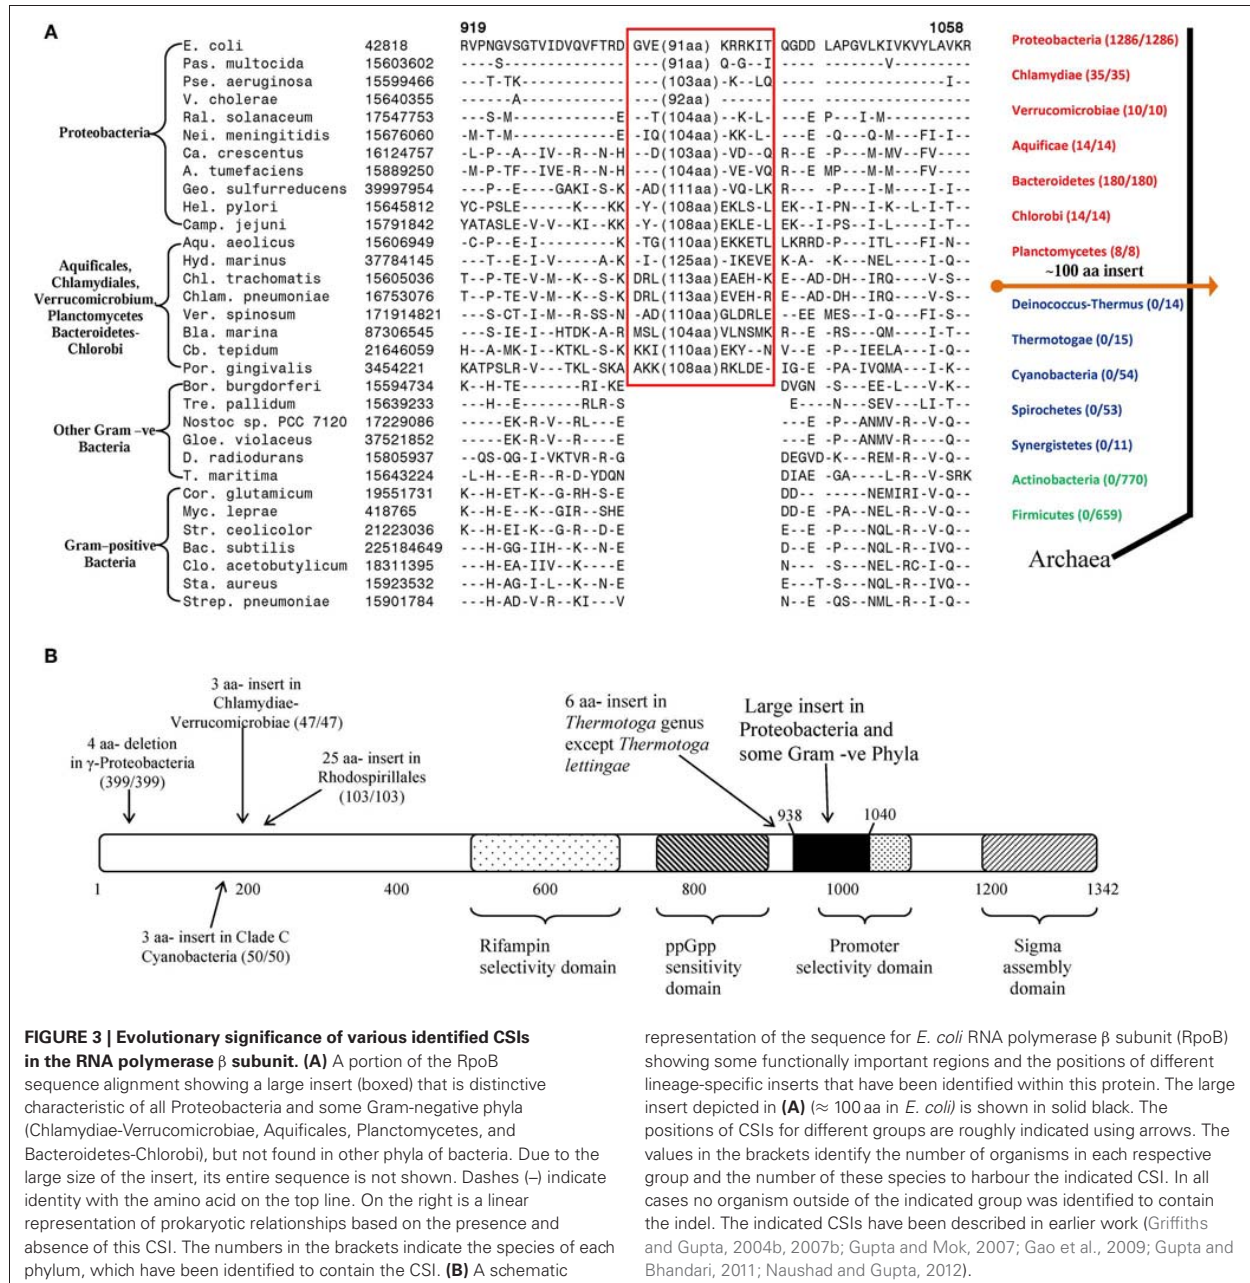 A
919 1058
E. coli 42818 RVPNGVSGTVIDVQVFTRD GVE(91aa) KRRKIT QGDD LAPGVLKIVKVYLAVKR
Pas. multocida 15603602 ----S-------------- ---(91aa) Q-G--I ------------V--------
Pse. aeruginosa 15599466 ---T-TK------------ ---(103aa)-K--LQ -------------------I--
V. cholerae 15640355 ------A------------ ---(92aa) ------ ---------------------
Ral. solanaceum 17547753 ---S-M------------E --T(104aa)--K-L- ---E P---I-M----------
Nei. meningitidis 15676060 -M-T-M------------E -IQ(104aa)-KK-L- ---E -Q---Q-M---FI-I--
Ca. crescentus 16124757 -L-P--A--IV--R--N-H --D(103aa)-VD--Q R--E --P---M-MV--FV----
A. tumefaciens 15889250 -M-P-TF--IVE-R--N-H ---(104aa)-VE-VQ R--E MP---M-M---FV----
Geo. sulfurreducens 39997954 ---P--E----GAKI-S-K -AD(111aa)-VQ-LK R--- -P---I-M---I-I--
Hel. pylori 15645812 YC-PSLE-----K---KK -Y-(108aa)EKLS-L EK--I-PN--I-K--L-I-T--
Camp. jejuni 15791842 YATASLE-V-V--KI--KK -Y-(108aa)EKLE-L EK--I-PS--I-L----I-T--
Aqu. aeolicus 15606949 -C-P--E-I---------K -TG(110aa)EKKETL LKRRD-P---ITL---FI-N--
Hyd. marinus 37784145 ---T--E-I-V----A-K -I-(125aa)-IKEVE K-A- -K---NEL----I-Q--
Chl. trachomatis 15605036 T--P-TE-V-M--K--S-K DRL(113aa)EAEH-K E--AD-DH--IRQ----V-S--
Chlam. pneumoniae 16753076 T--P-TE-V-M--K--S-K DRL(113aa)EVEH-R E--AD-DH--IRQ----V-S--
Ver. spinosum 171914821 ---S-CT-I-M--R--SS-N -AD(110aa)GLDRLE --EE MES--I-Q---FI-S--
Bla. marina 87306545 ---S-IE-I---HTDK-A-R MSL(104aa)VLNSMK R--E --RS---QM----I-T--
Cb. tepidum 21646059 H--A-MK-I--KTKL-S-K KKI(110aa)EKY--N V--E -P--IEELA---I-Q--
Por. gingivalis 3454221 KATPSLR-V---TKL-SKA AKK(108aa)RKLDE- IG-E -PA-IVQMA---I-K--
Bor. burgdorferi 15594734 K--H-TE-------RI-KE DVGN -S---EE-L---V-K--
Tre. pallidum 15639233 ---H--E-------RLR-S E----N---SEV---LI-T--
Nostoc sp. PCC 7120 17229086 -----EK-R-V--RL---E ---E -P--ANMV-R---V-Q--
Gloe. violaceus 37521852 -----EK-R-V--R----E ---E -P--ANMV-R---V-Q--
D. radiodurans 15805937 --QS-QG-I-VKTVR-R-G DEGVD-K---REM-R--V-Q--
T. maritima 15643224 -L-H--E--R--R-D-YDQN DIAE -GA----L--R--V-SRK
Cor. glutamicum 19551731 K--H-ET-K--G-RH-S-E DD-- -----NEMIRI-V-Q--
Myc. leprae 418765 K--H--E--K--GIR--SHE DD-E -PA--NEL-R--V-Q--
Str. ceolicolor 21223036 K--H-EI-K--G-R--D-E E--E -P---NQL-R--V-Q--
Bac. subtilis 225184649 ---H-GG-IIH--K--N-E D--E -P---NQL-R--IVQ--
Clo. acetobutylicum 18311395 ---H-EA-IIV--K----E N--- -S---NEL-RC-I-Q--
Sta. aureus 15923532 ---H-AG-I-L--K--N-E E---T-S--NQL-R--IVQ--
Strep. pneumoniae 15901784 ---H-AD-V-R--KI---V N--E -QS--NML-R--I-Q--
Proteobacteria
Aquificales,
Chlamydiales,
Verrucomicrobium,
Planctomycetes
Bacteroidetes-
Chlorobi
Other Gram -ve
Bacteria
Gram-positive
Bacteria
Proteobacteria (1286/1286)
Chlamydiae (35/35)
Verrucomicrobiae (10/10)
Aquificae (14/14)
Bacteroidetes (180/180)
Chlorobi (14/14)
Planctomycetes (8/8)
~100 aa insert
Deinococcus-Thermus (0/14)
Thermotogae (0/15)
Cyanobacteria (0/54)
Spirochetes (0/53)
Synergistetes (0/11)
Actinobacteria (0/770)
Firmicutes (0/659)
Archaea
B
3 aa- insert in
Chlamydiae-
Verrucomicrobiae (47/47)
4 aa- deletion
in γ-Proteobacteria
(399/399)
25 aa- insert in
Rhodospirillales
(103/103)
6 aa- insert in
Thermotoga genus
except Thermotoga
lettingae
Large insert in
Proteobacteria and
some Gram -ve Phyla
938 1040
1 200 400 600 800 1000 1200 1342
3 aa- insert in Clade C
Cyanobacteria (50/50)
Rifampin
selectivity domain
ppGpp
sensitivity
domain
Promoter
selectivity domain
Sigma
assembly
domain
FIGURE 3 | Evolutionary significance of various identified CSIs
in the RNA polymerase β subunit. (A) A portion of the RpoB
sequence alignment showing a large insert (boxed) that is distinctive
characteristic of all Proteobacteria and some Gram-negative phyla
(Chlamydiae-Verrucomicrobiae, Aquificales, Planctomycetes, and
Bacteroidetes-Chlorobi), but not found in other phyla of bacteria. Due to the
large size of the insert, its entire sequence is not shown. Dashes (–) indicate
identity with the amino acid on the top line. On the right is a linear
representation of prokaryotic relationships based on the presence and
absence of this CSI. The numbers in the brackets indicate the species of each
phylum, which have been identified to contain the CSI. (B) A schematic
representation of the sequence for E. coli RNA polymerase β subunit (RpoB)
showing some functionally important regions and the positions of different
lineage-specific inserts that have been identified within this protein. The large
insert depicted in (A) (≈ 100 aa in E. coli) is shown in solid black. The
positions of CSIs for different groups are roughly indicated using arrows. The
values in the brackets identify the number of organisms in each respective
group and the number of these species to harbour the indicated CSI. In all
cases no organism outside of the indicated group was identified to contain
the indel. The indicated CSIs have been described in earlier work (Griffiths
and Gupta, 2004b, 2007b; Gupta and Mok, 2007; Gao et al., 2009; Gupta and
Bhandari, 2011; Naushad and Gupta, 2012).